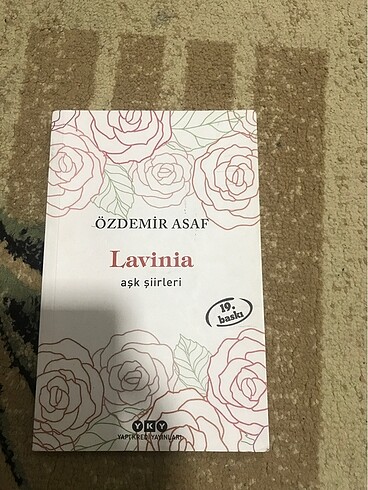 ÖZDEMİR ASAF
Lavinia
aşk şiirleri
19.
baskı
YKY
YAPI KREDİ YAYINLARI